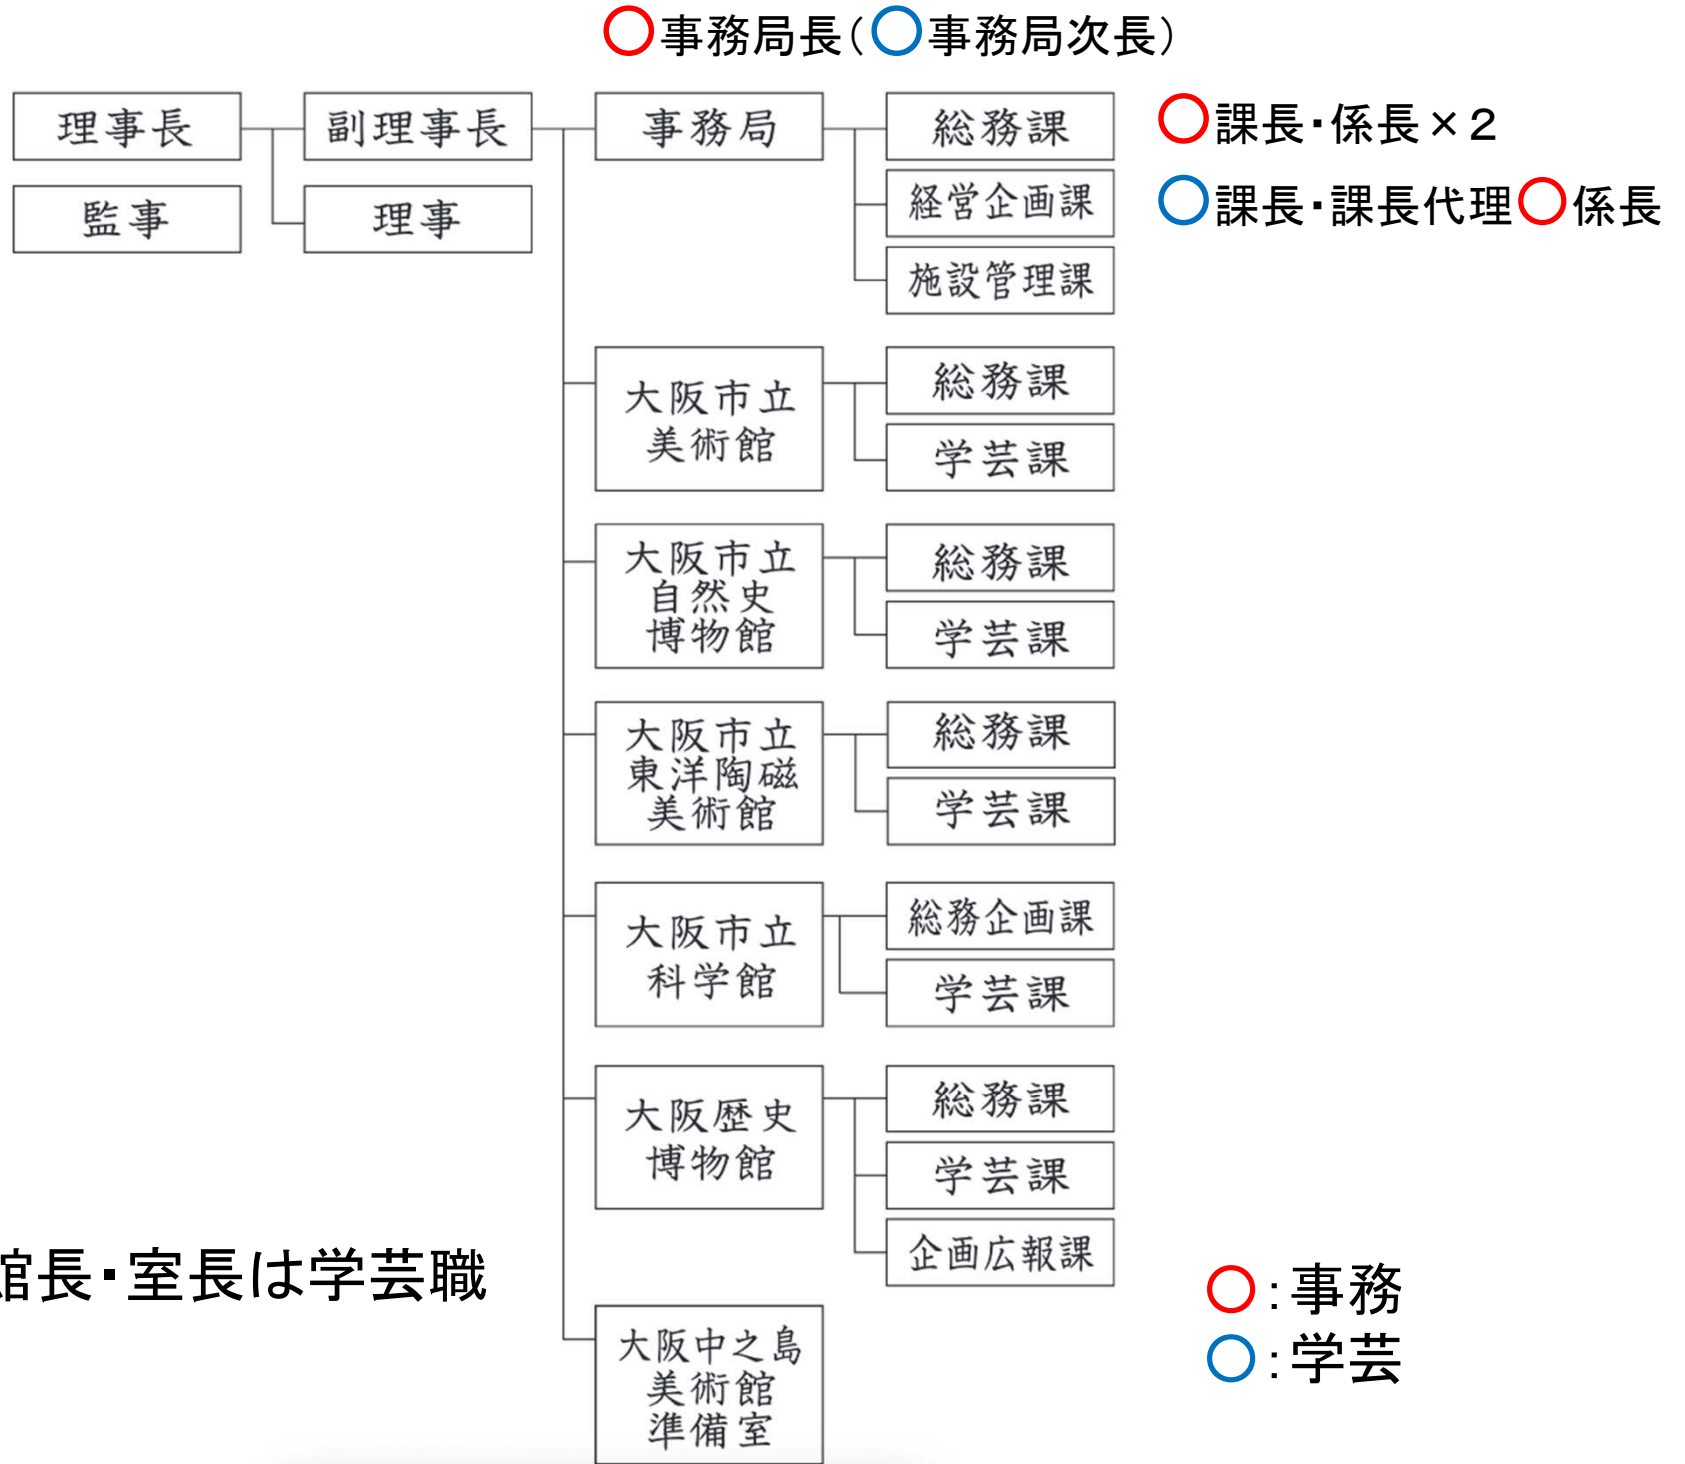 ○事務局長（○事務局次長）
理事長
副理事長
事務局
総務課
○課長・係長×２
監事
理事
経営企画課
○課長・課長代理○係長
施設管理課
大阪市立
美術館
総務課
学芸課
大阪市立
自然史
博物館
総務課
学芸課
大阪市立
東洋陶磁
美術館
総務課
学芸課
大阪市立
科学館
総務企画課
学芸課
大阪歴史
博物館
総務課
学芸課
企画広報課
館長・室長は学芸職
大阪中之島
美術館
準備室
○：事務
○：学芸